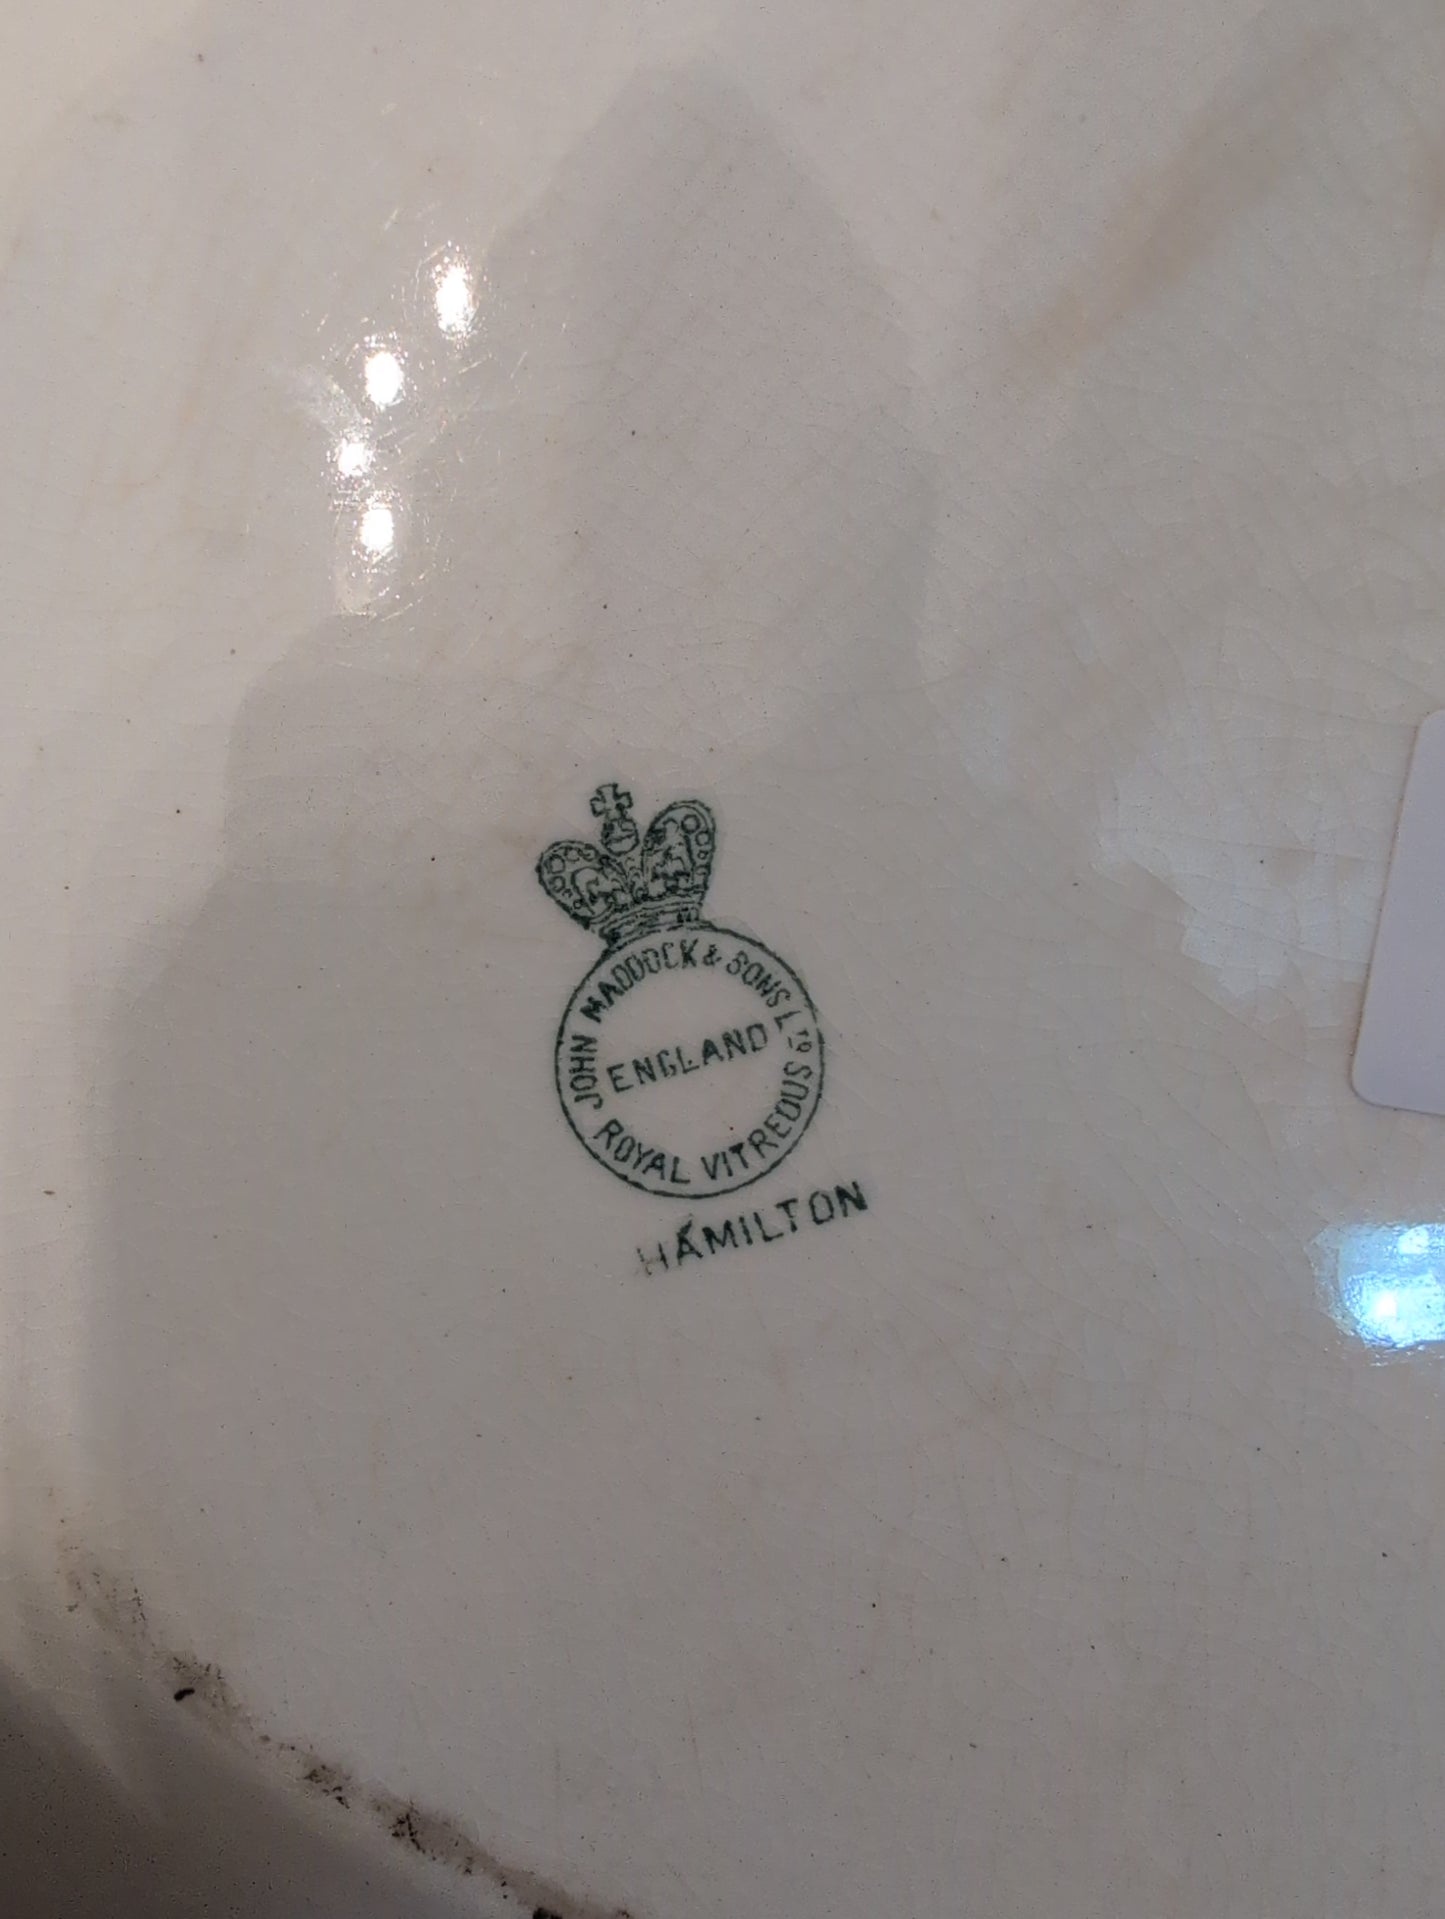 JOHN MADDOCK & SONS LTD
ENGLAND
ROYAL VITREOUS
HAMILTON